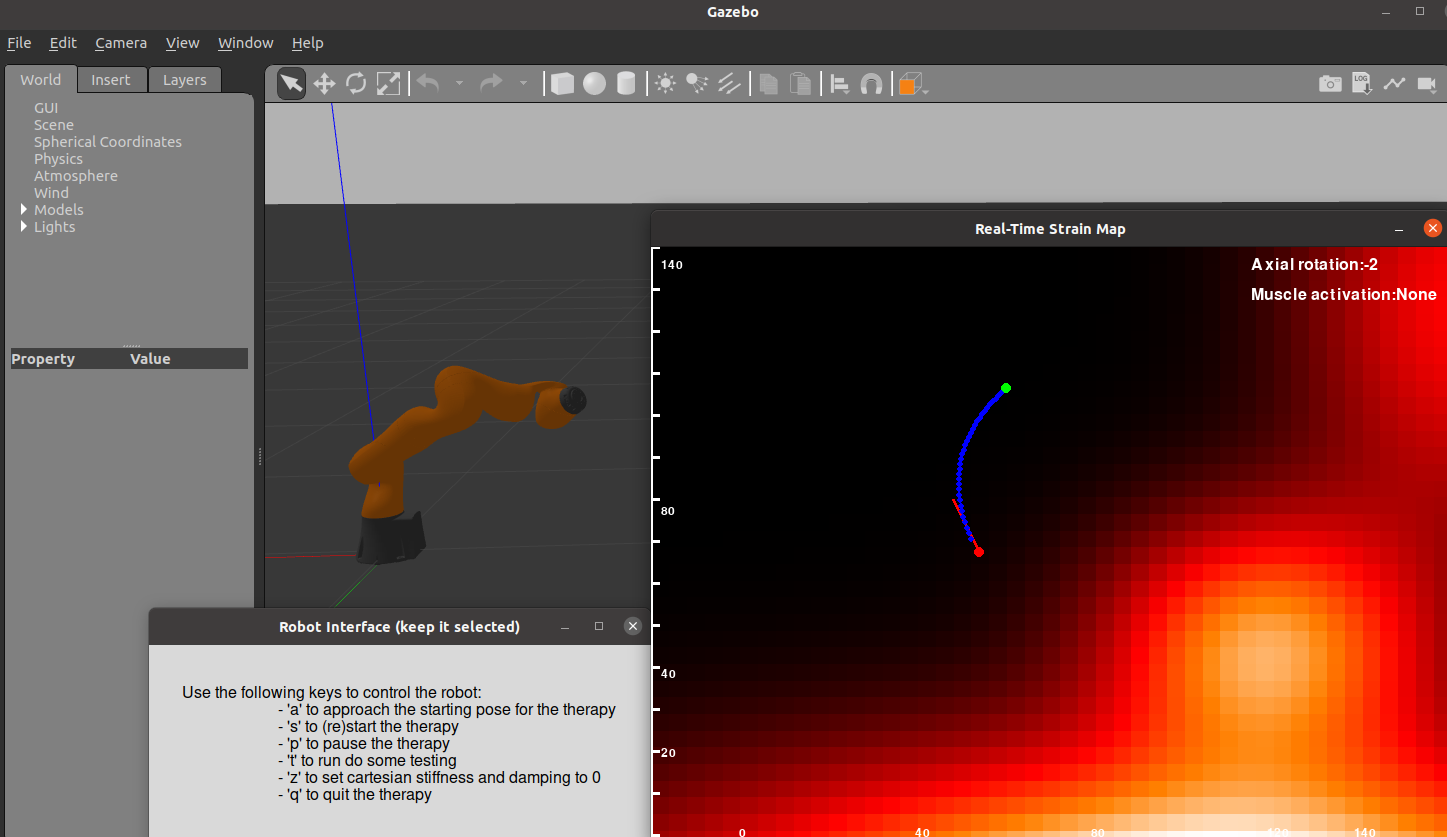 Gazebo
File Edit Camera View Window Help
World Insert Layers
LOG
GUI
Scene
Spherical Coordinates
Physics
Atmosphere
Wind
Models
Lights
Property Value
Real-Time Strain Map
140
Axial rotation:-2
Muscle activation:None
80
40
20
0 40 80 120 140
Robot Interface (keep it selected)
Use the following keys to control the robot:
- 'a' to approach the starting pose for the therapy
- 's' to (re)start the therapy
- 'p' to pause the therapy
- 't' to run do some testing
- 'z' to set cartesian stiffness and damping to 0
- 'q' to quit the therapy